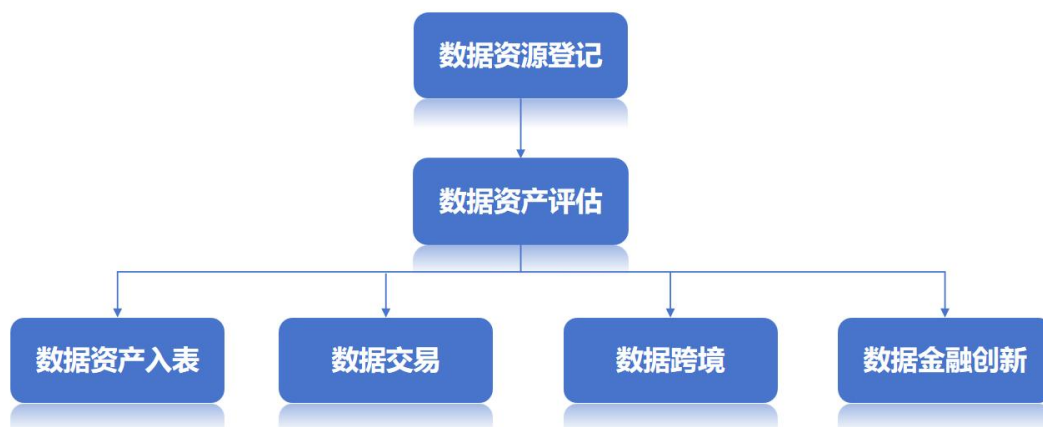 数据资源登记
数据资产评估
数据资产入表
数据交易
数据跨境
数据金融创新